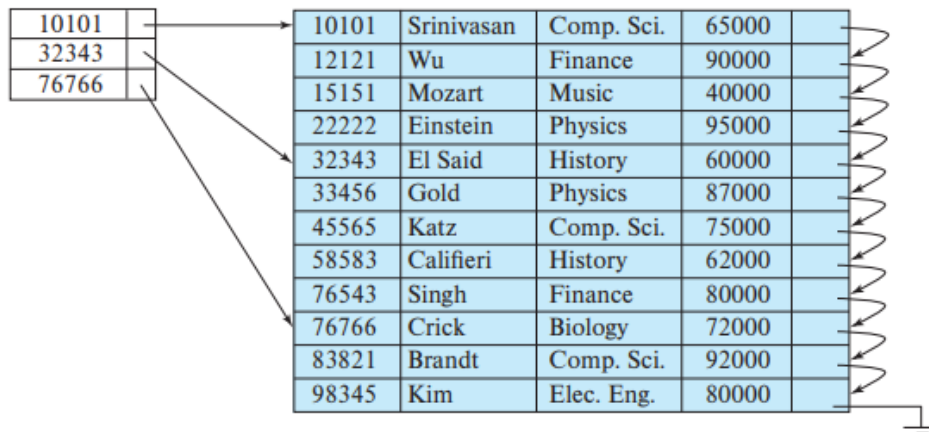 10101
32343
76766
10101 Srinivasan Comp. Sci. 65000
12121 Wu Finance 90000
15151 Mozart Music 40000
22222 Einstein Physics 95000
32343 El Said History 60000
33456 Gold Physics 87000
45565 Katz Comp. Sci. 75000
58583 Califieri History 62000
76543 Singh Finance 80000
76766 Crick Biology 72000
83821 Brandt Comp. Sci. 92000
98345 Kim Elec. Eng. 80000